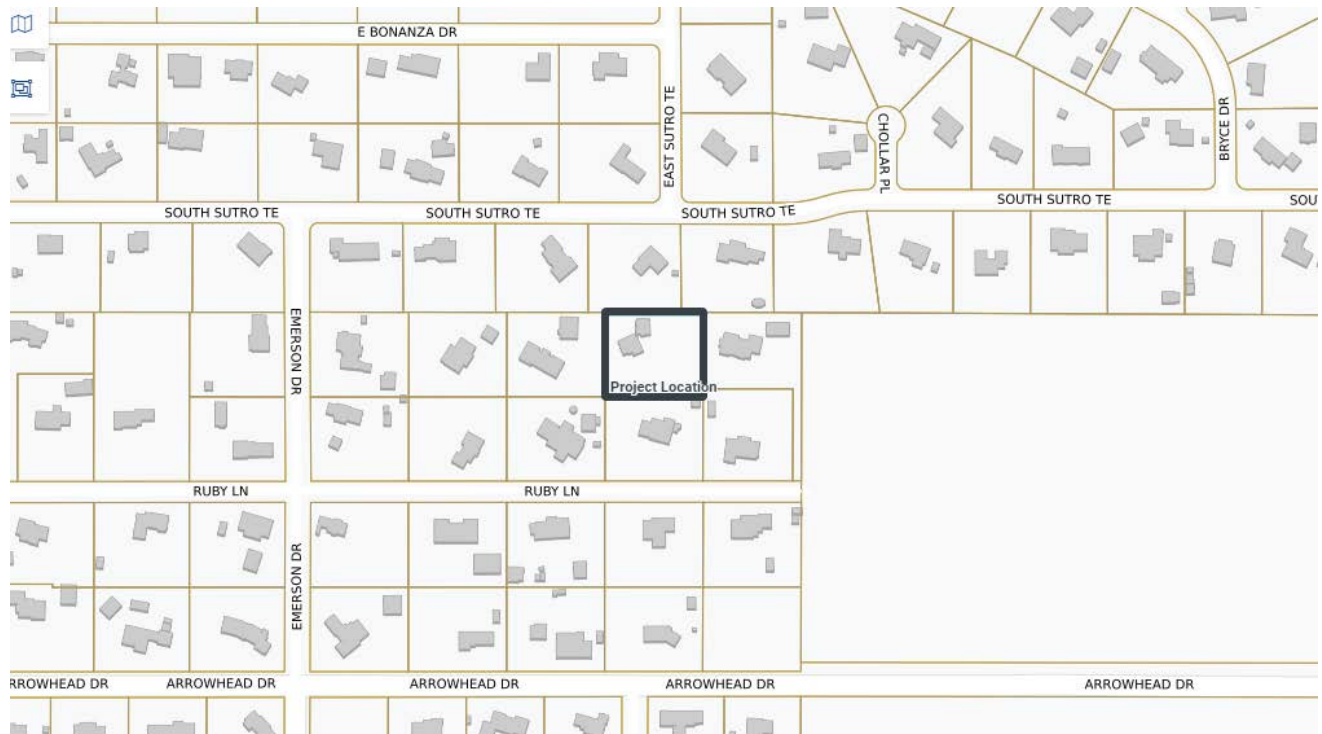 E BONANZA DR
EAST SUTRO TE
CHOLLAR PL
BRYCE DR
SOUTH SUTRO TE
SOUTH SUTRO TE
SOUTH SUTRO TE
SOUTH SUTRO TE
SOU
EMERSON DR
Project Location
RUBY LN
RUBY LN
EMERSON DR
RROWHEAD DR
ARROWHEAD DR
ARROWHEAD DR
ARROWHEAD DR
ARROWHEAD DR